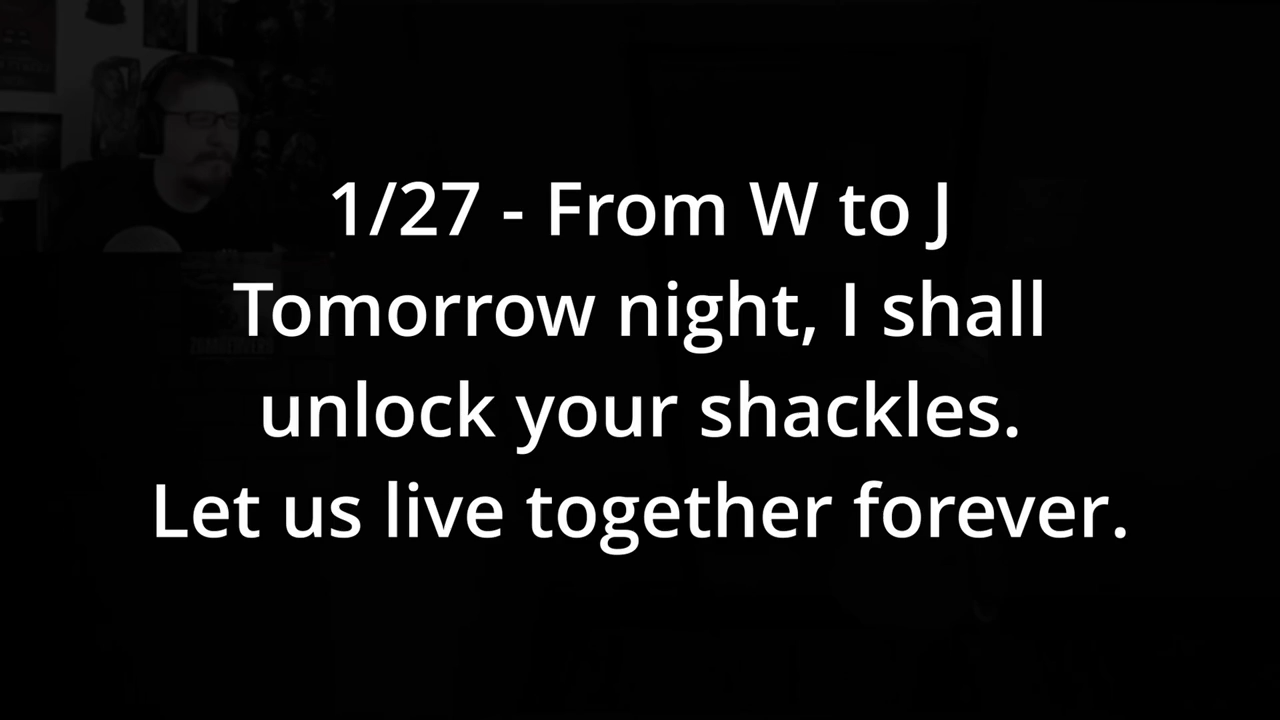 1/27 - From W to J
Tomorrow night, I shall
unlock your shackles.
Let us live together forever.